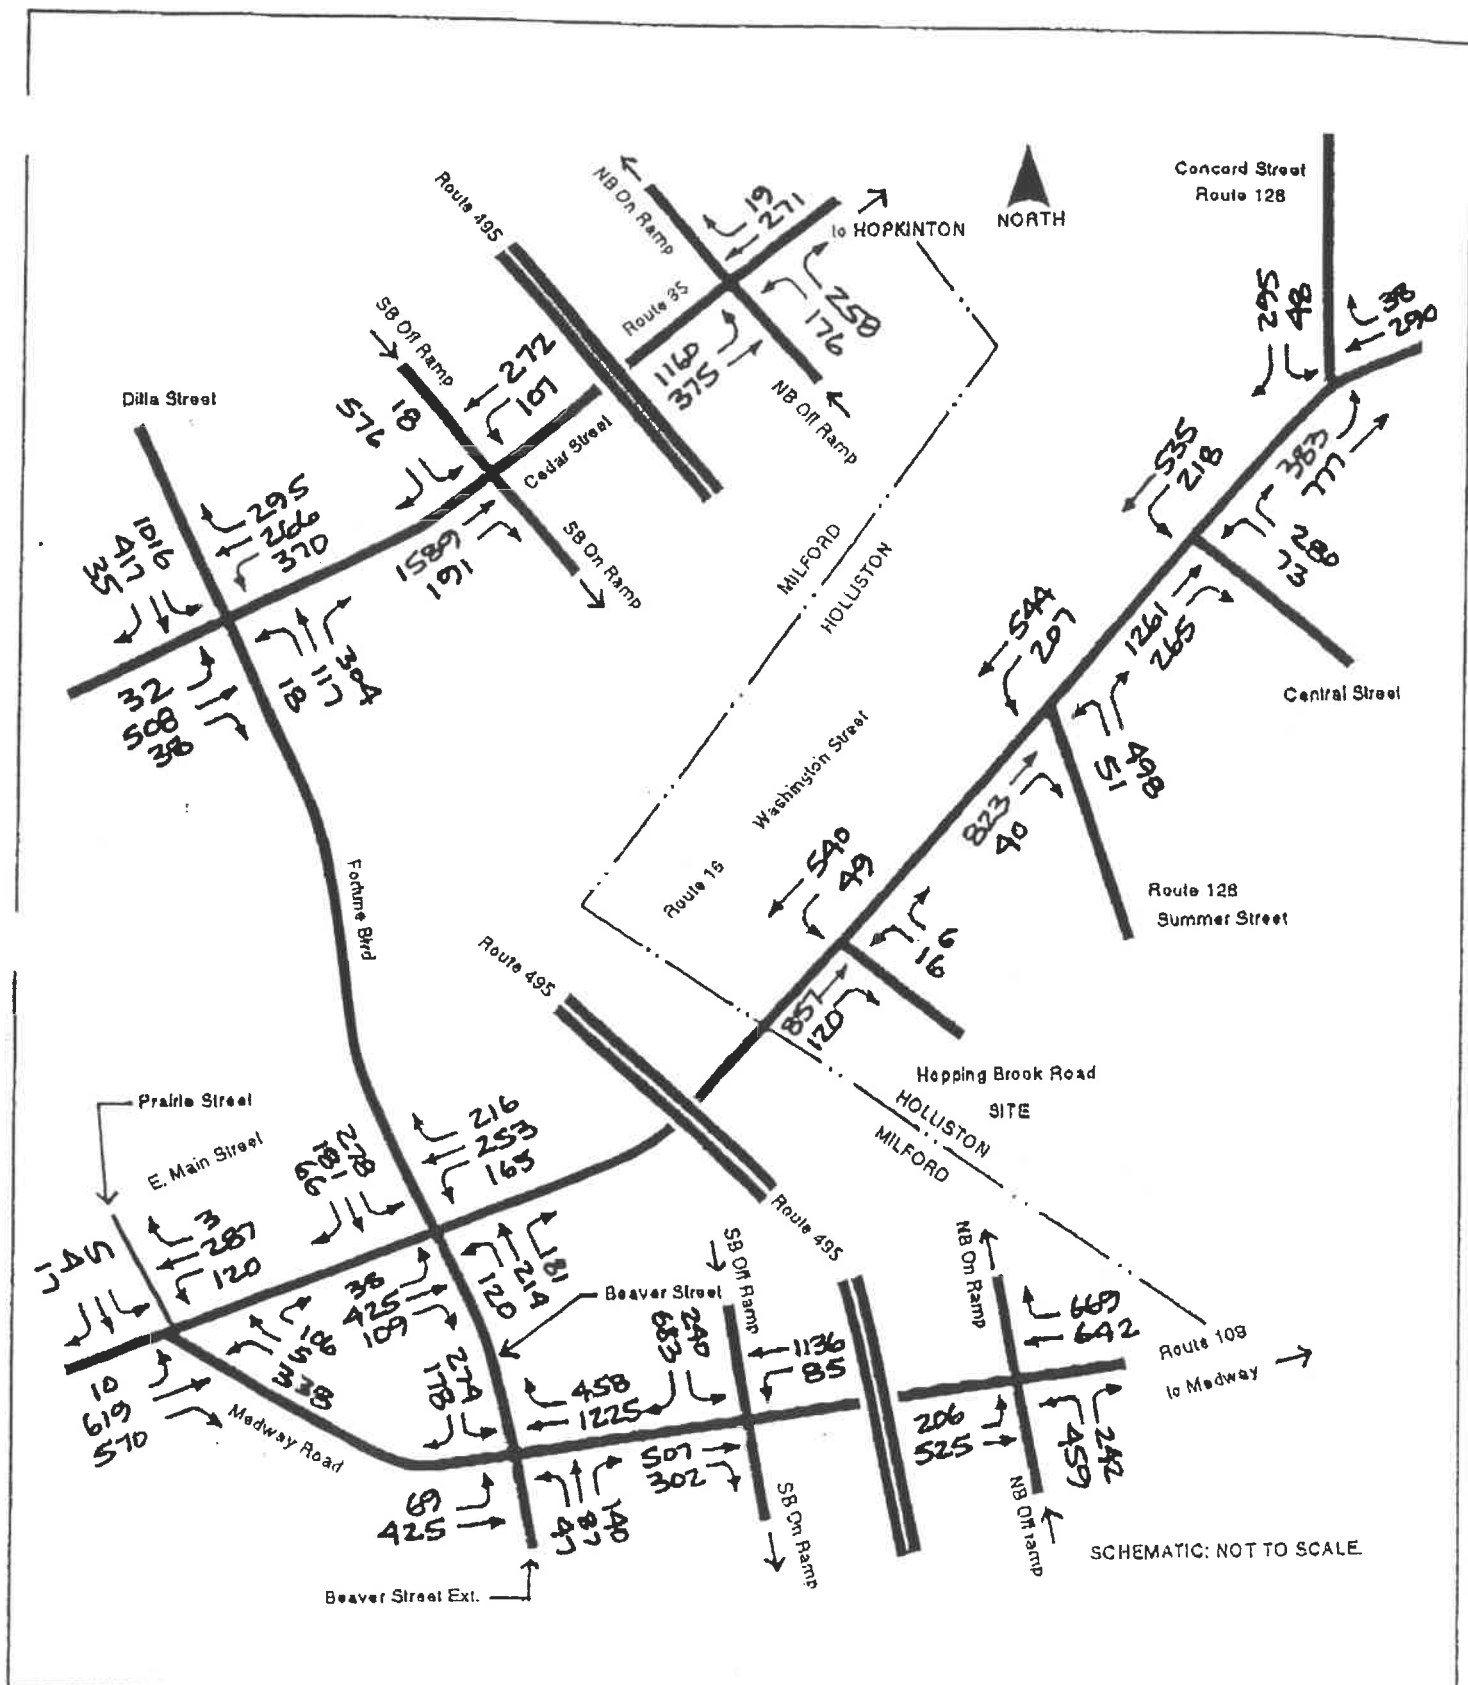 Concord Street
Route 128
NORTH
to HOPKINTON
NB On Ramp
19
271
Route 495
Route 85
258
176
1160
375
NB Off Ramp
SB Off Ramp
272
107
18
576
Cedar Street
1589
191
SB On Ramp
Dilla Street
295
266
370
1016
417
35
32
508
38
18
117
304
MILFORD
HOLLISTON
295
48
38
290
383
777
535
218
280
73
1261
265
Central Street
544
207
498
51
823
40
Route 128
Summer Street
Washington Street
Route 16
540
49
6
16
857
120
Hopping Brook Road
SITE
HOLLISTON
MILFORD
Fortune Blvd
Route 495
Prairie Street
E. Main Street
216
253
165
278
181
66
3
287
120
5
4
17
38
425
109
181
214
120
106
5
338
10
619
570
Medway Road
Beaver Street
274
178
458
1225
69
425
47
87
140
Beaver Street Ext.
SB Off Ramp
240
683
1136
85
507
302
SB On Ramp
Route 495
NB On Ramp
669
642
206
525
459
242
NB Off ramp
Route 109
to Medway
SCHEMATIC: NOT TO SCALE